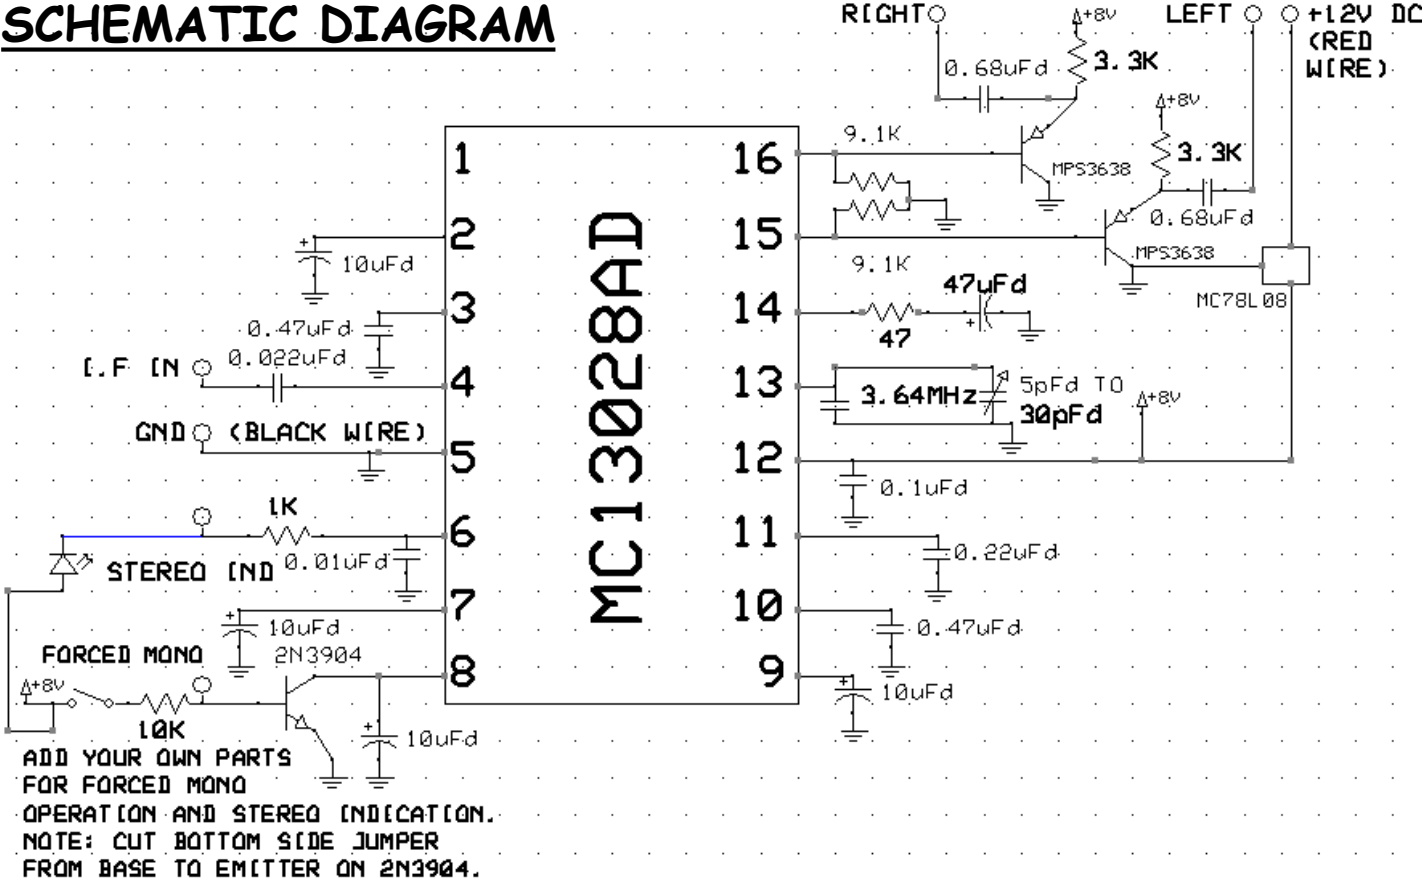 SCHEMATIC DIAGRAM
RIGHT
+8V
LEFT
+12V DC
(RED
WIRE)
0.68uFd
3.3K
+8V
9.1K
3.3K
MPS3638
0.68uFd
MPS3638
9.1K
MC78L08
47uFd
47
3.64MHz
5pFd TO
30pFd
+8V
0.1uFd
0.22uFd
0.47uFd
10uFd
MC13028AD
1
2
3
4
5
6
7
8
16
15
14
13
12
11
10
9
10uFd
0.47uFd
0.022uFd
I.F IN
GND
(BLACK WIRE)
1K
0.01uFd
STEREO IND
10uFd
2N3904
FORCED MONO
+8V
10K
10uFd
ADD YOUR OWN PARTS
FOR FORCED MONO
OPERATION AND STEREO INDICATION.
NOTE: CUT BOTTOM SIDE JUMPER
FROM BASE TO EMITTER ON 2N3904.